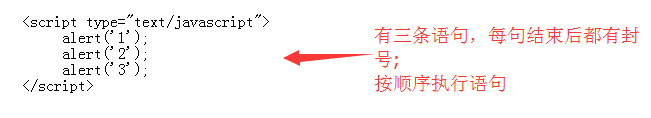 <script type="text/javascript">
alert('1');
alert('2');
alert('3');
</script>
有三条语句，每句结束后都有封
号;
按顺序执行语句